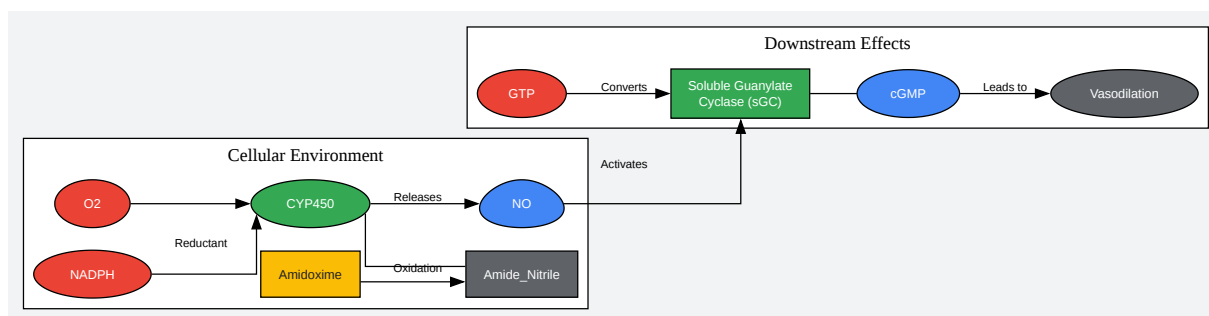 Downstream Effects
GTP
Converts
Soluble Guanylate
Cyclase (sGC)
cGMP
Leads to
Vasodilation
Cellular Environment
Activates
O2
CYP450
Releases
NO
Reductant
NADPH
Amidoxime
Oxidation
Amide_Nitrile